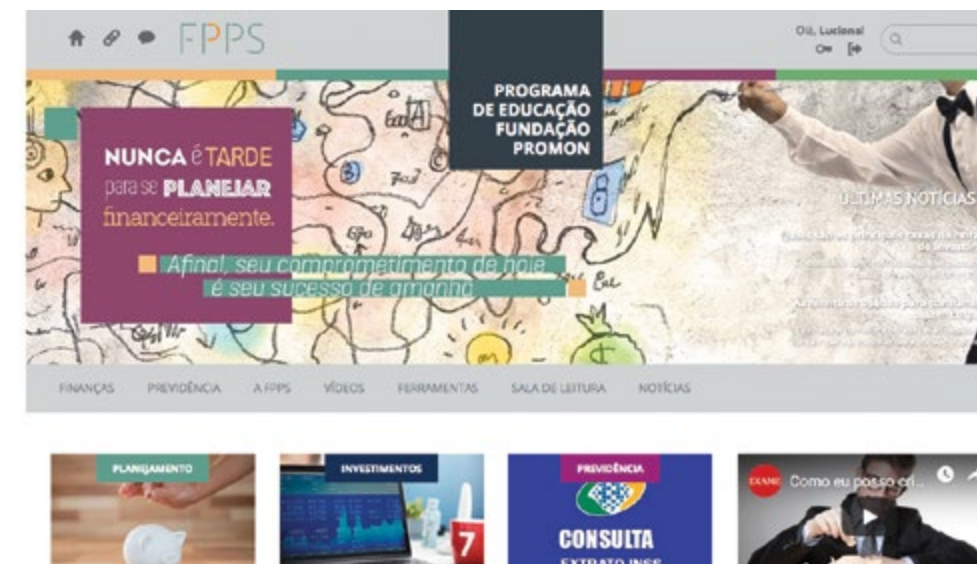 FPPS
Olá, Luciana!
PROGRAMA
DE EDUCAÇÃO
FUNDAÇÃO
PROMON
NUNCA é TARDE
para se PLANEJAR
financeiramente.
Afinal, seu comprometimento de hoje
é seu sucesso de amanhã
ÚLTIMAS NOTÍCIAS
FINANÇAS PREVIDÊNCIA A FPPS VÍDEOS FERRAMENTAS SALA DE LEITURA NOTÍCIAS
PLANEJAMENTO
INVESTIMENTOS
7
PREVIDÊNCIA
CONSULTA
EXTRATO INSS
EXAME
Como eu posso cri...